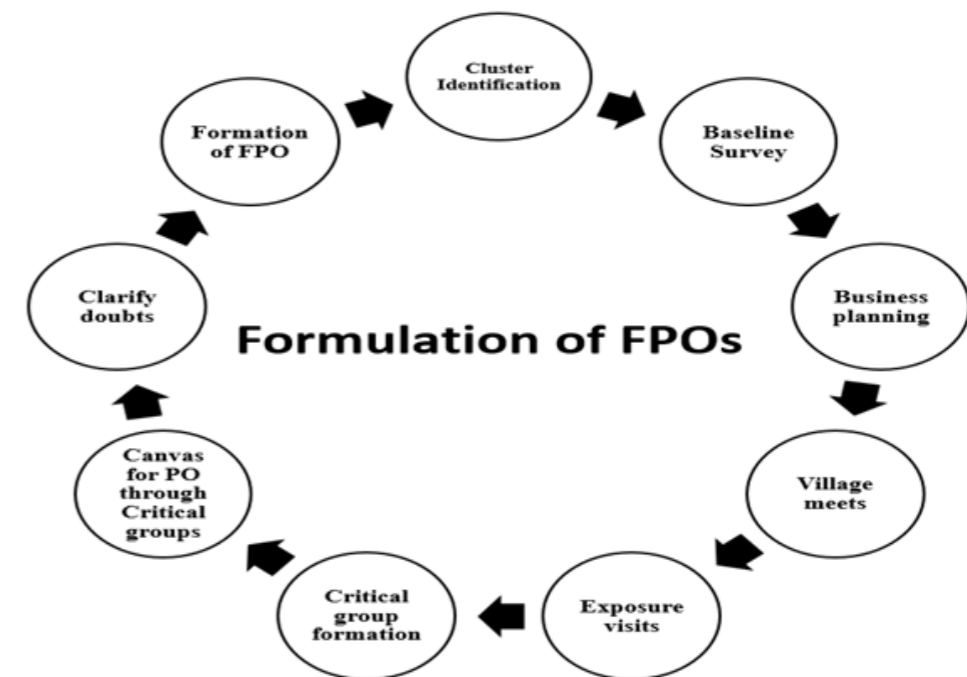 Cluster
Identification
Baseline
Survey
Business
planning
Village
meets
Exposure
visits
Critical
group
formation
Canvas
for PO
through
Critical
groups
Clarify
doubts
Formation
of FPO
Formulation of FPOs